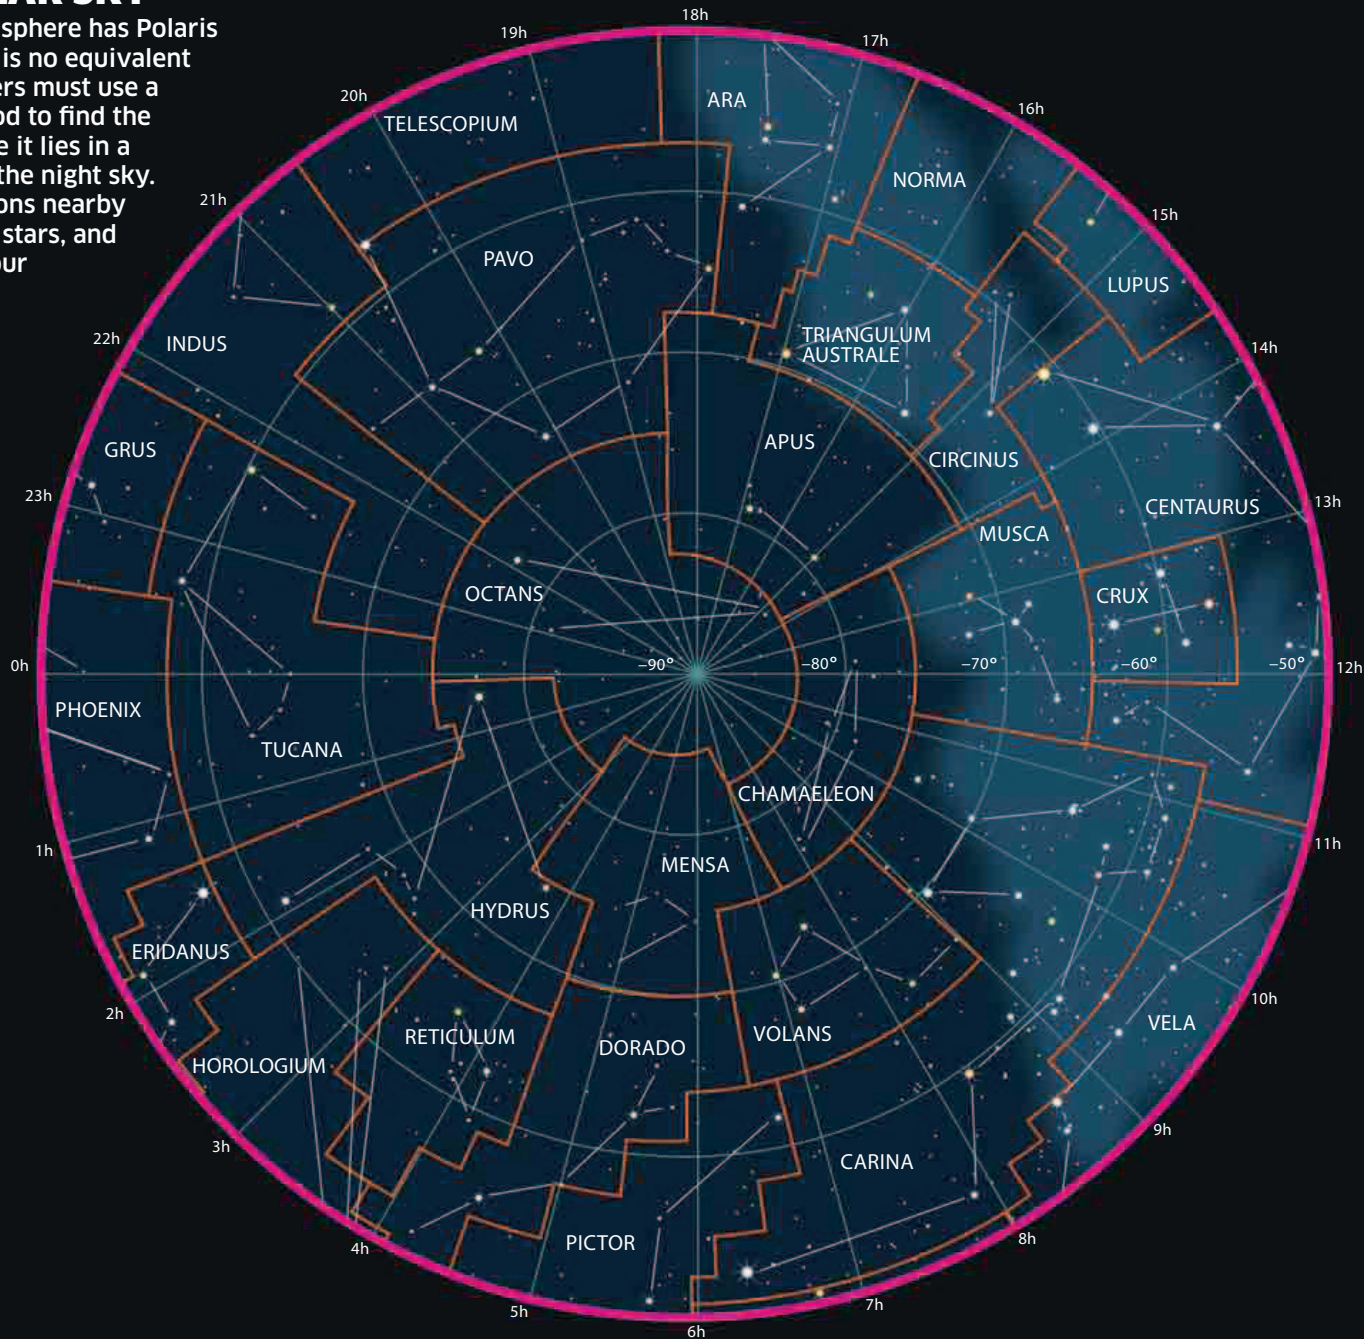 sphere has Polaris
is no equivalent
ers must use a
od to find the
e it lies in a
the night sky.
ons nearby
stars, and
our
18h
17h
16h
15h
14h
13h
12h
11h
10h
9h
8h
7h
6h
5h
4h
3h
2h
1h
0h
23h
22h
21h
20h
19h
TELESCOPIUM
ARA
NORMA
LUPUS
PAVO
INDUS
TRIANGULUM
AUSTRALE
GRUS
APUS
CIRCINUS
CENTAURUS
MUSCA
OCTANS
CRUX
−90°
−80°
−70°
−60°
−50°
PHOENIX
TUCANA
CHAMAELEON
MENSA
HYDRUS
ERIDANUS
HOROLOGIUM
RETICULUM
DORADO
VOLANS
VELA
CARINA
PICTOR